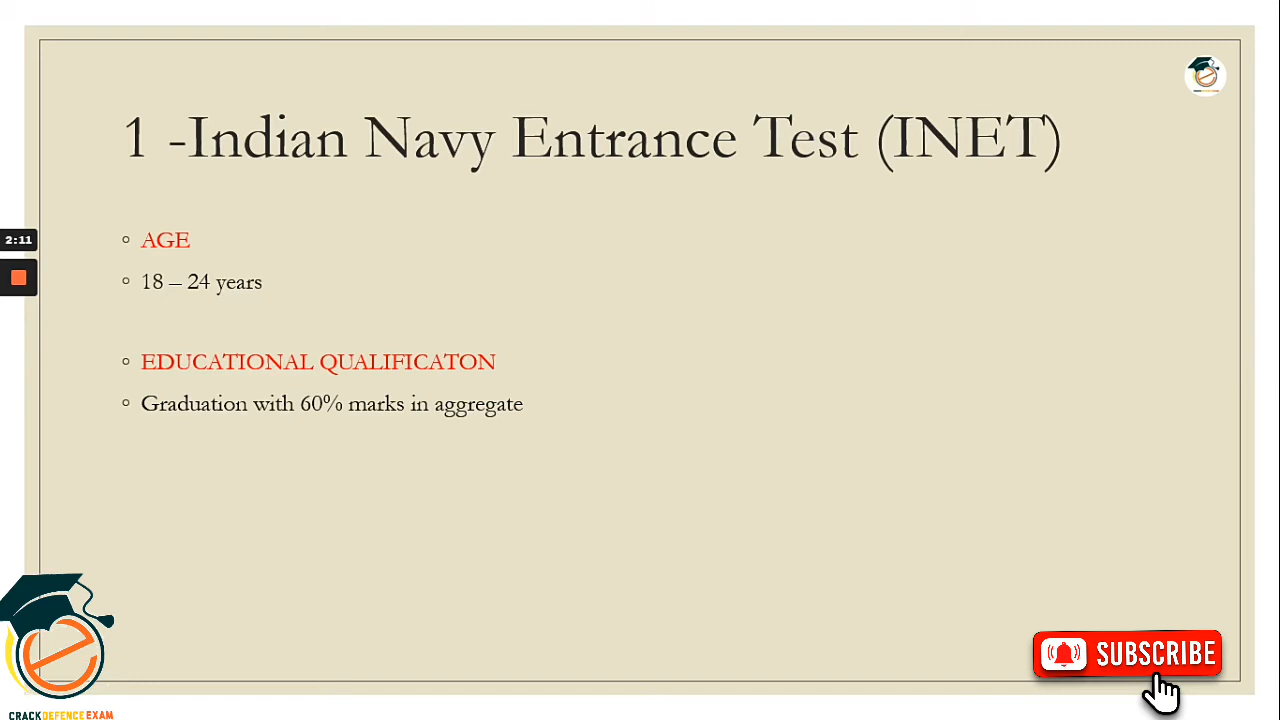 1 -Indian Navy Entrance Test (INET)
2:11
AGE
18 – 24 years
EDUCATIONAL QUALIFICATON
Graduation with 60% marks in aggregate
SUBSCRIBE
CRACKDEFENCEEXAM